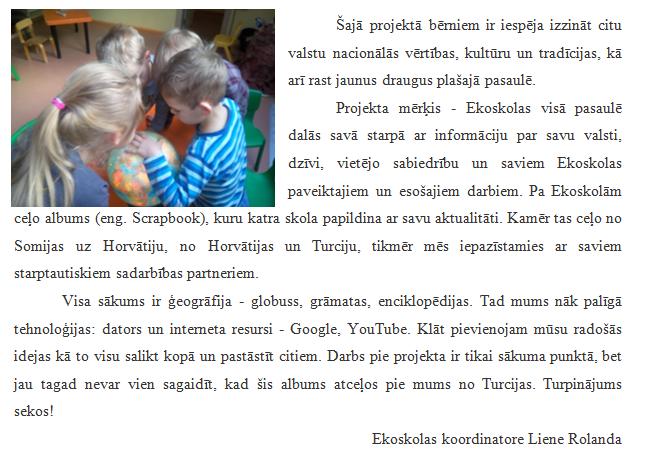 Šajā projektā bērniem ir iespēja izzināt citu
valstu nacionālās vērtības, kultūru un tradīcijas, kā
arī rast jaunus draugus plašajā pasaulē.
Projekta mērķis - Ekoskolas visā pasaulē
dalās savā starpā ar informāciju par savu valsti,
dzīvi, vietējo sabiedrību un saviem Ekoskolas
paveiktajiem un esošajiem darbiem. Pa Ekoskolām
ceļo albums (eng. Scrapbook), kuru katra skola papildina ar savu aktualitāti. Kamēr tas ceļo no
Somijas uz Horvātiju, no Horvātijas un Turciju, tikmēr mēs iepazīstamies ar saviem
starptautiskiem sadarbības partneriem.
Visa sākums ir ģeogrāfija - globuss, grāmatas, enciklopēdijas. Tad mums nāk palīgā
tehnoloģijas: dators un interneta resursi - Google, YouTube. Klāt pievienojam mūsu radošās
idejas kā to visu salikt kopā un pastāstīt citiem. Darbs pie projekta ir tikai sākuma punktā, bet
jau tagad nevar vien sagaidīt, kad šis albums atceļos pie mums no Turcijas. Turpinājums
sekos!
Ekoskolas koordinatore Liene Rolanda